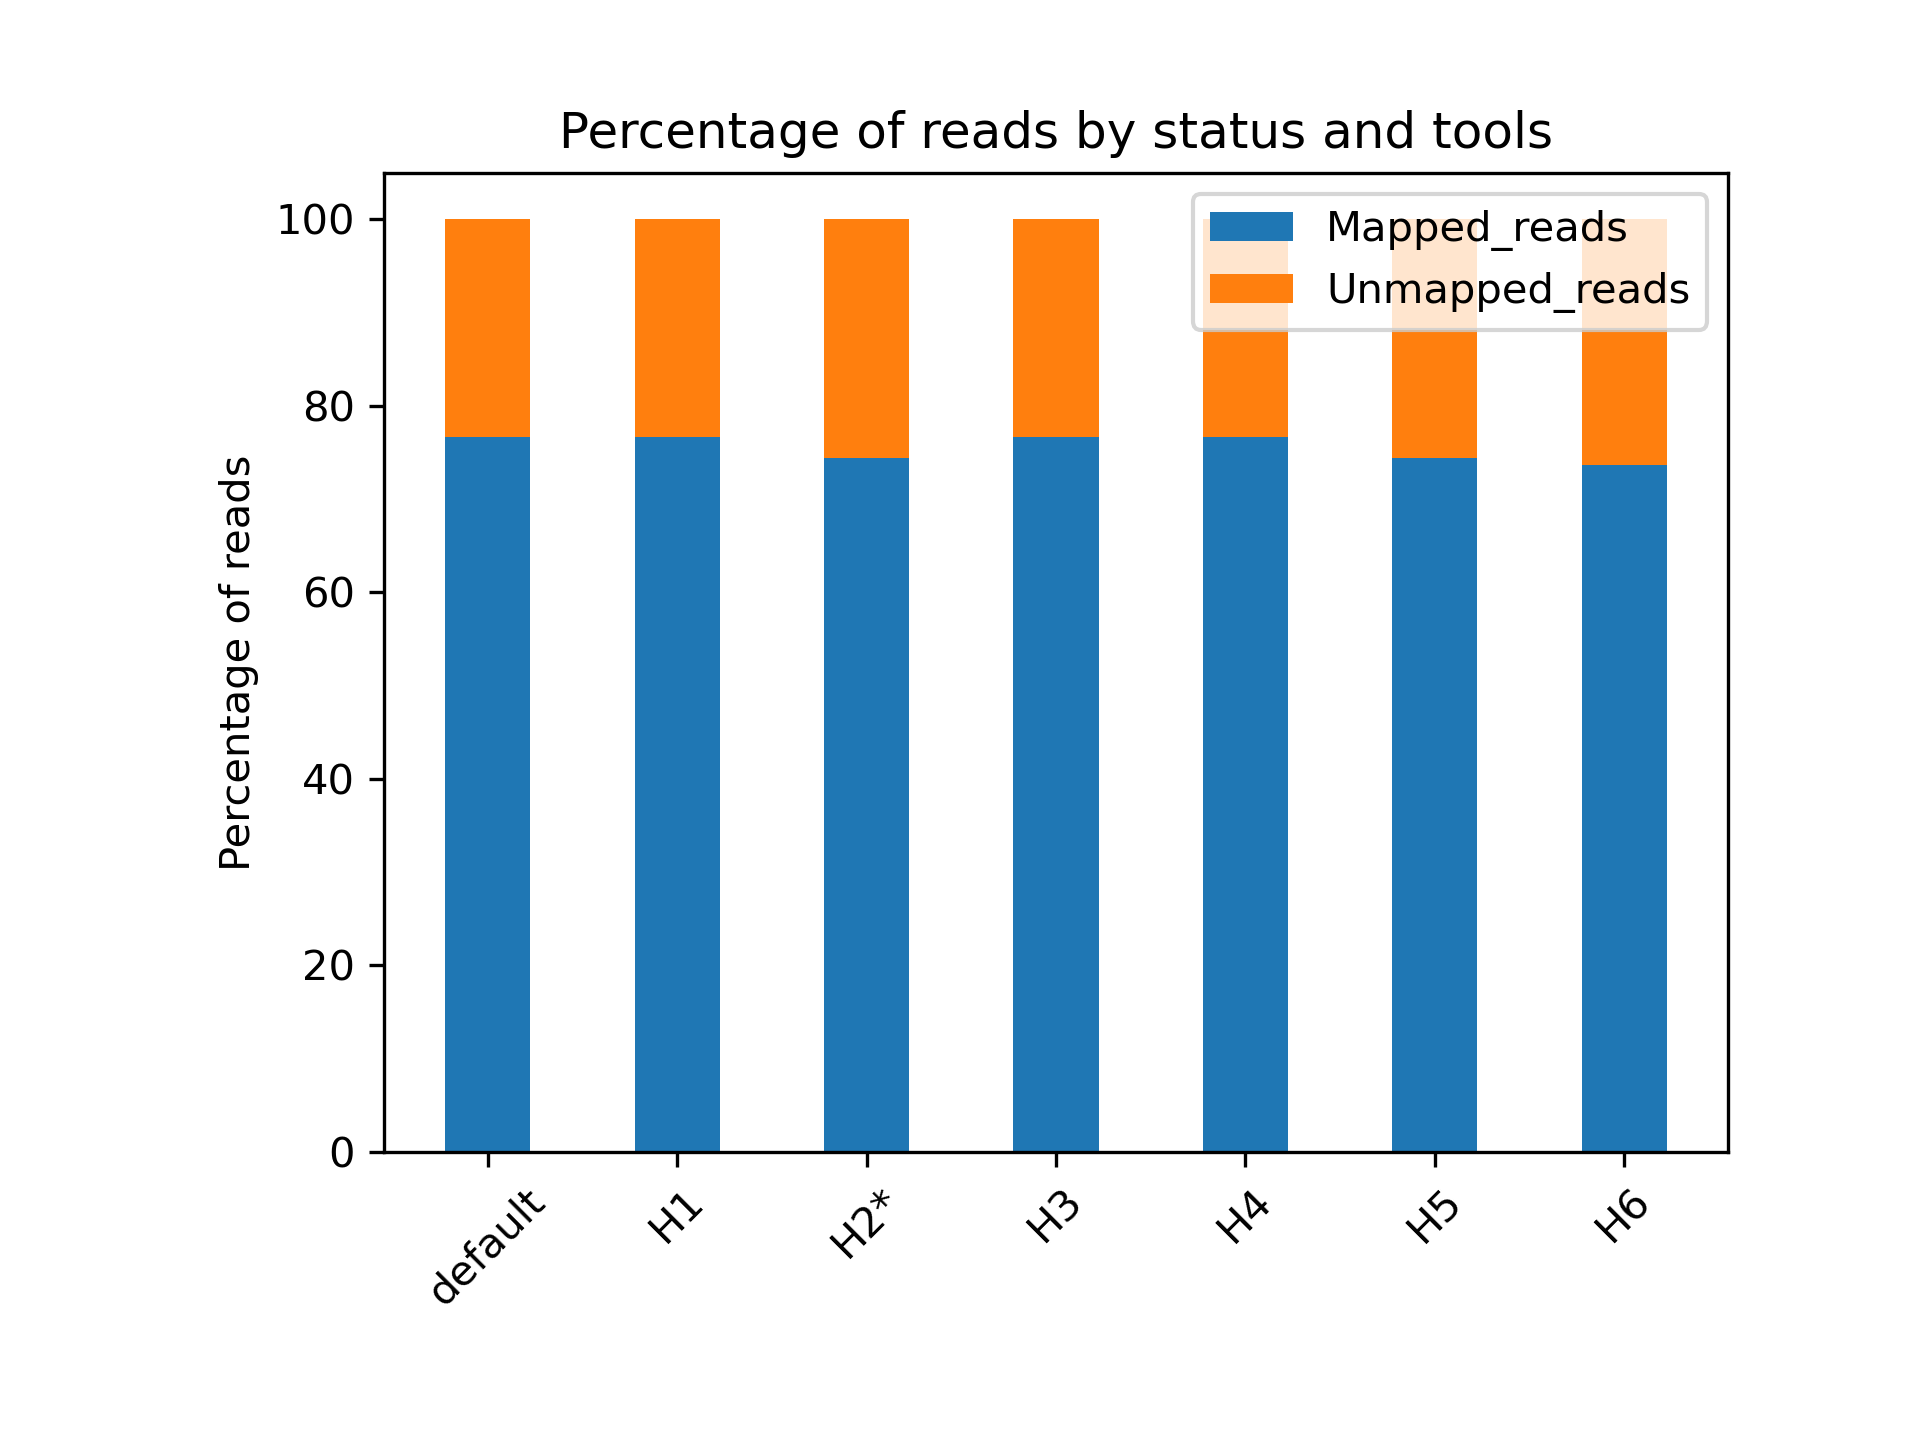 Percentage of reads by status and tools
Mapped_reads
Unmapped_reads
Percentage of reads
100
80
60
40
20
0
default
H1
H2*
H3
H4
H5
H6